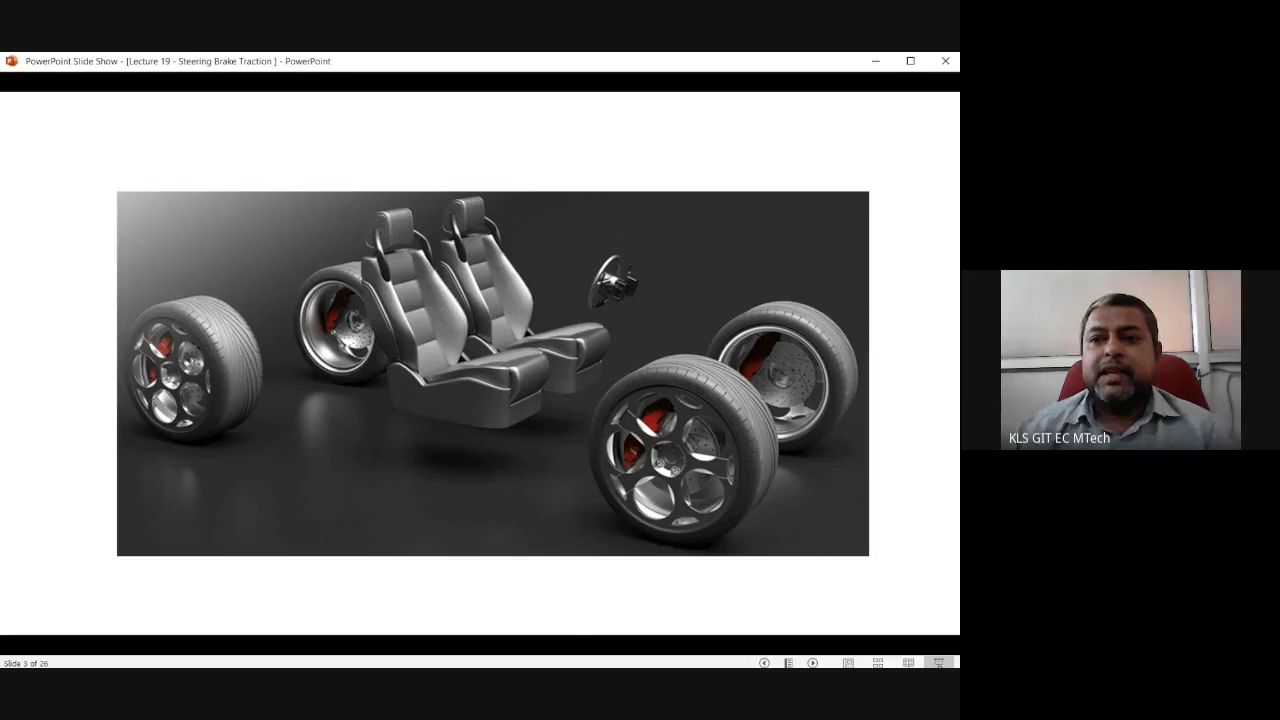 PowerPoint Slide Show - [Lecture 19 - Steering Brake Traction ] - PowerPoint
KLS GIT EC MTech
Slide 3 of 26